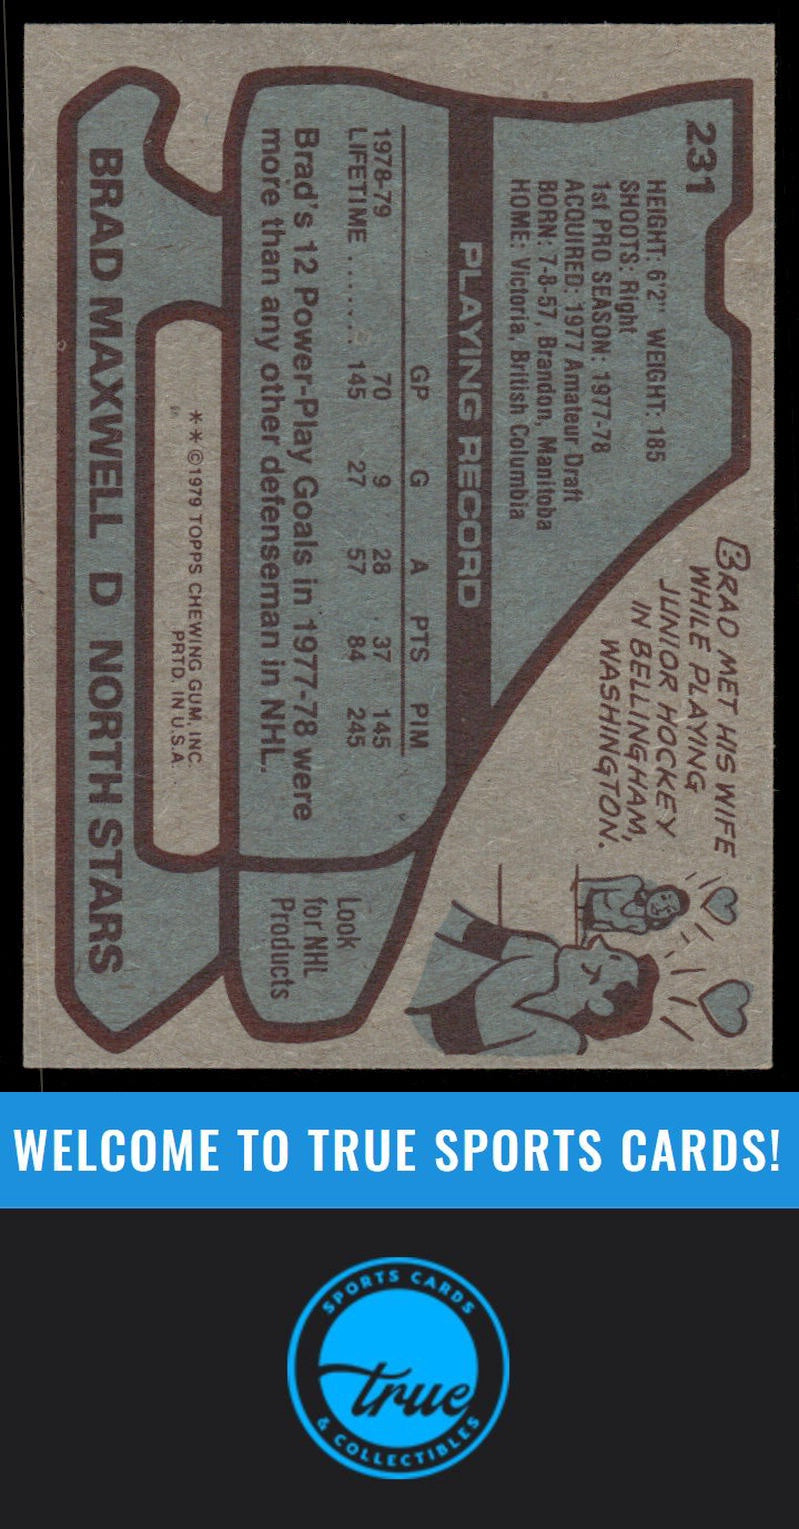 231
HEIGHT: 6'2" WEIGHT: 185
SHOOTS: Right
1st PRO SEASON: 1977-78
ACQUIRED: 1977 Amateur Draft
BORN: 7-8-57, Brandon, Manitoba
HOME: Victoria, British Columbia
BRAD MET HIS WIFE
WHILE PLAYING
JUNIOR HOCKEY
IN BELLINGHAM,
WASHINGTON.
PLAYING RECORD
GP G A PTS PIM
1978-79 70 9 28 37 145
LIFETIME ....... 145 27 57 84 245
Brad's 12 Power-Play Goals in 1977-78 were
more than any other defenseman in NHL.
Look
for NHL
Products
**©1979 TOPPS CHEWING GUM, INC.
PRTD. IN U.S.A.
BRAD MAXWELL D NORTH STARS
WELCOME TO TRUE SPORTS CARDS!
SPORTS CARDS
true
& COLLECTIBLES